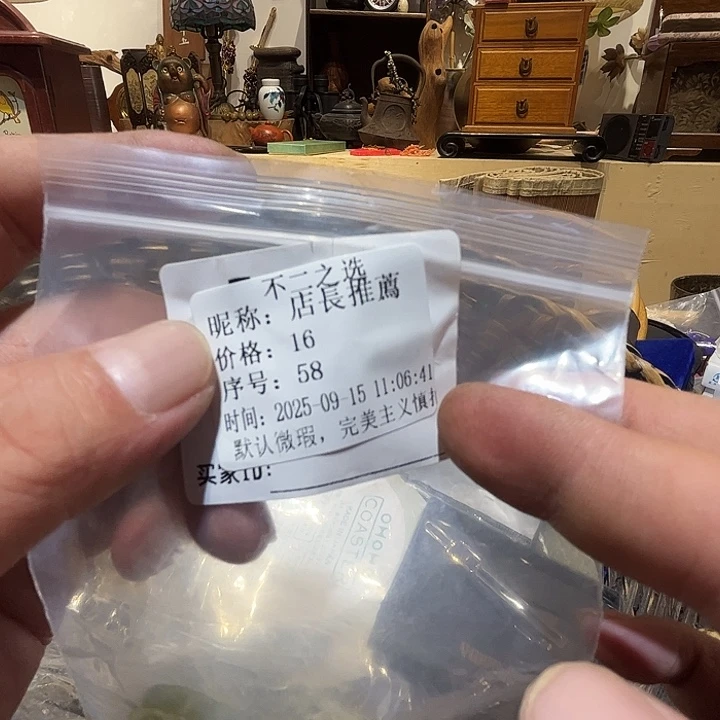 不二之选
昵称: 店長推薦
价格: 16
序号: 58
时间: 2025-09-15 11:06:41
默认微瑕，完美主义慎
买家ID:
COAST